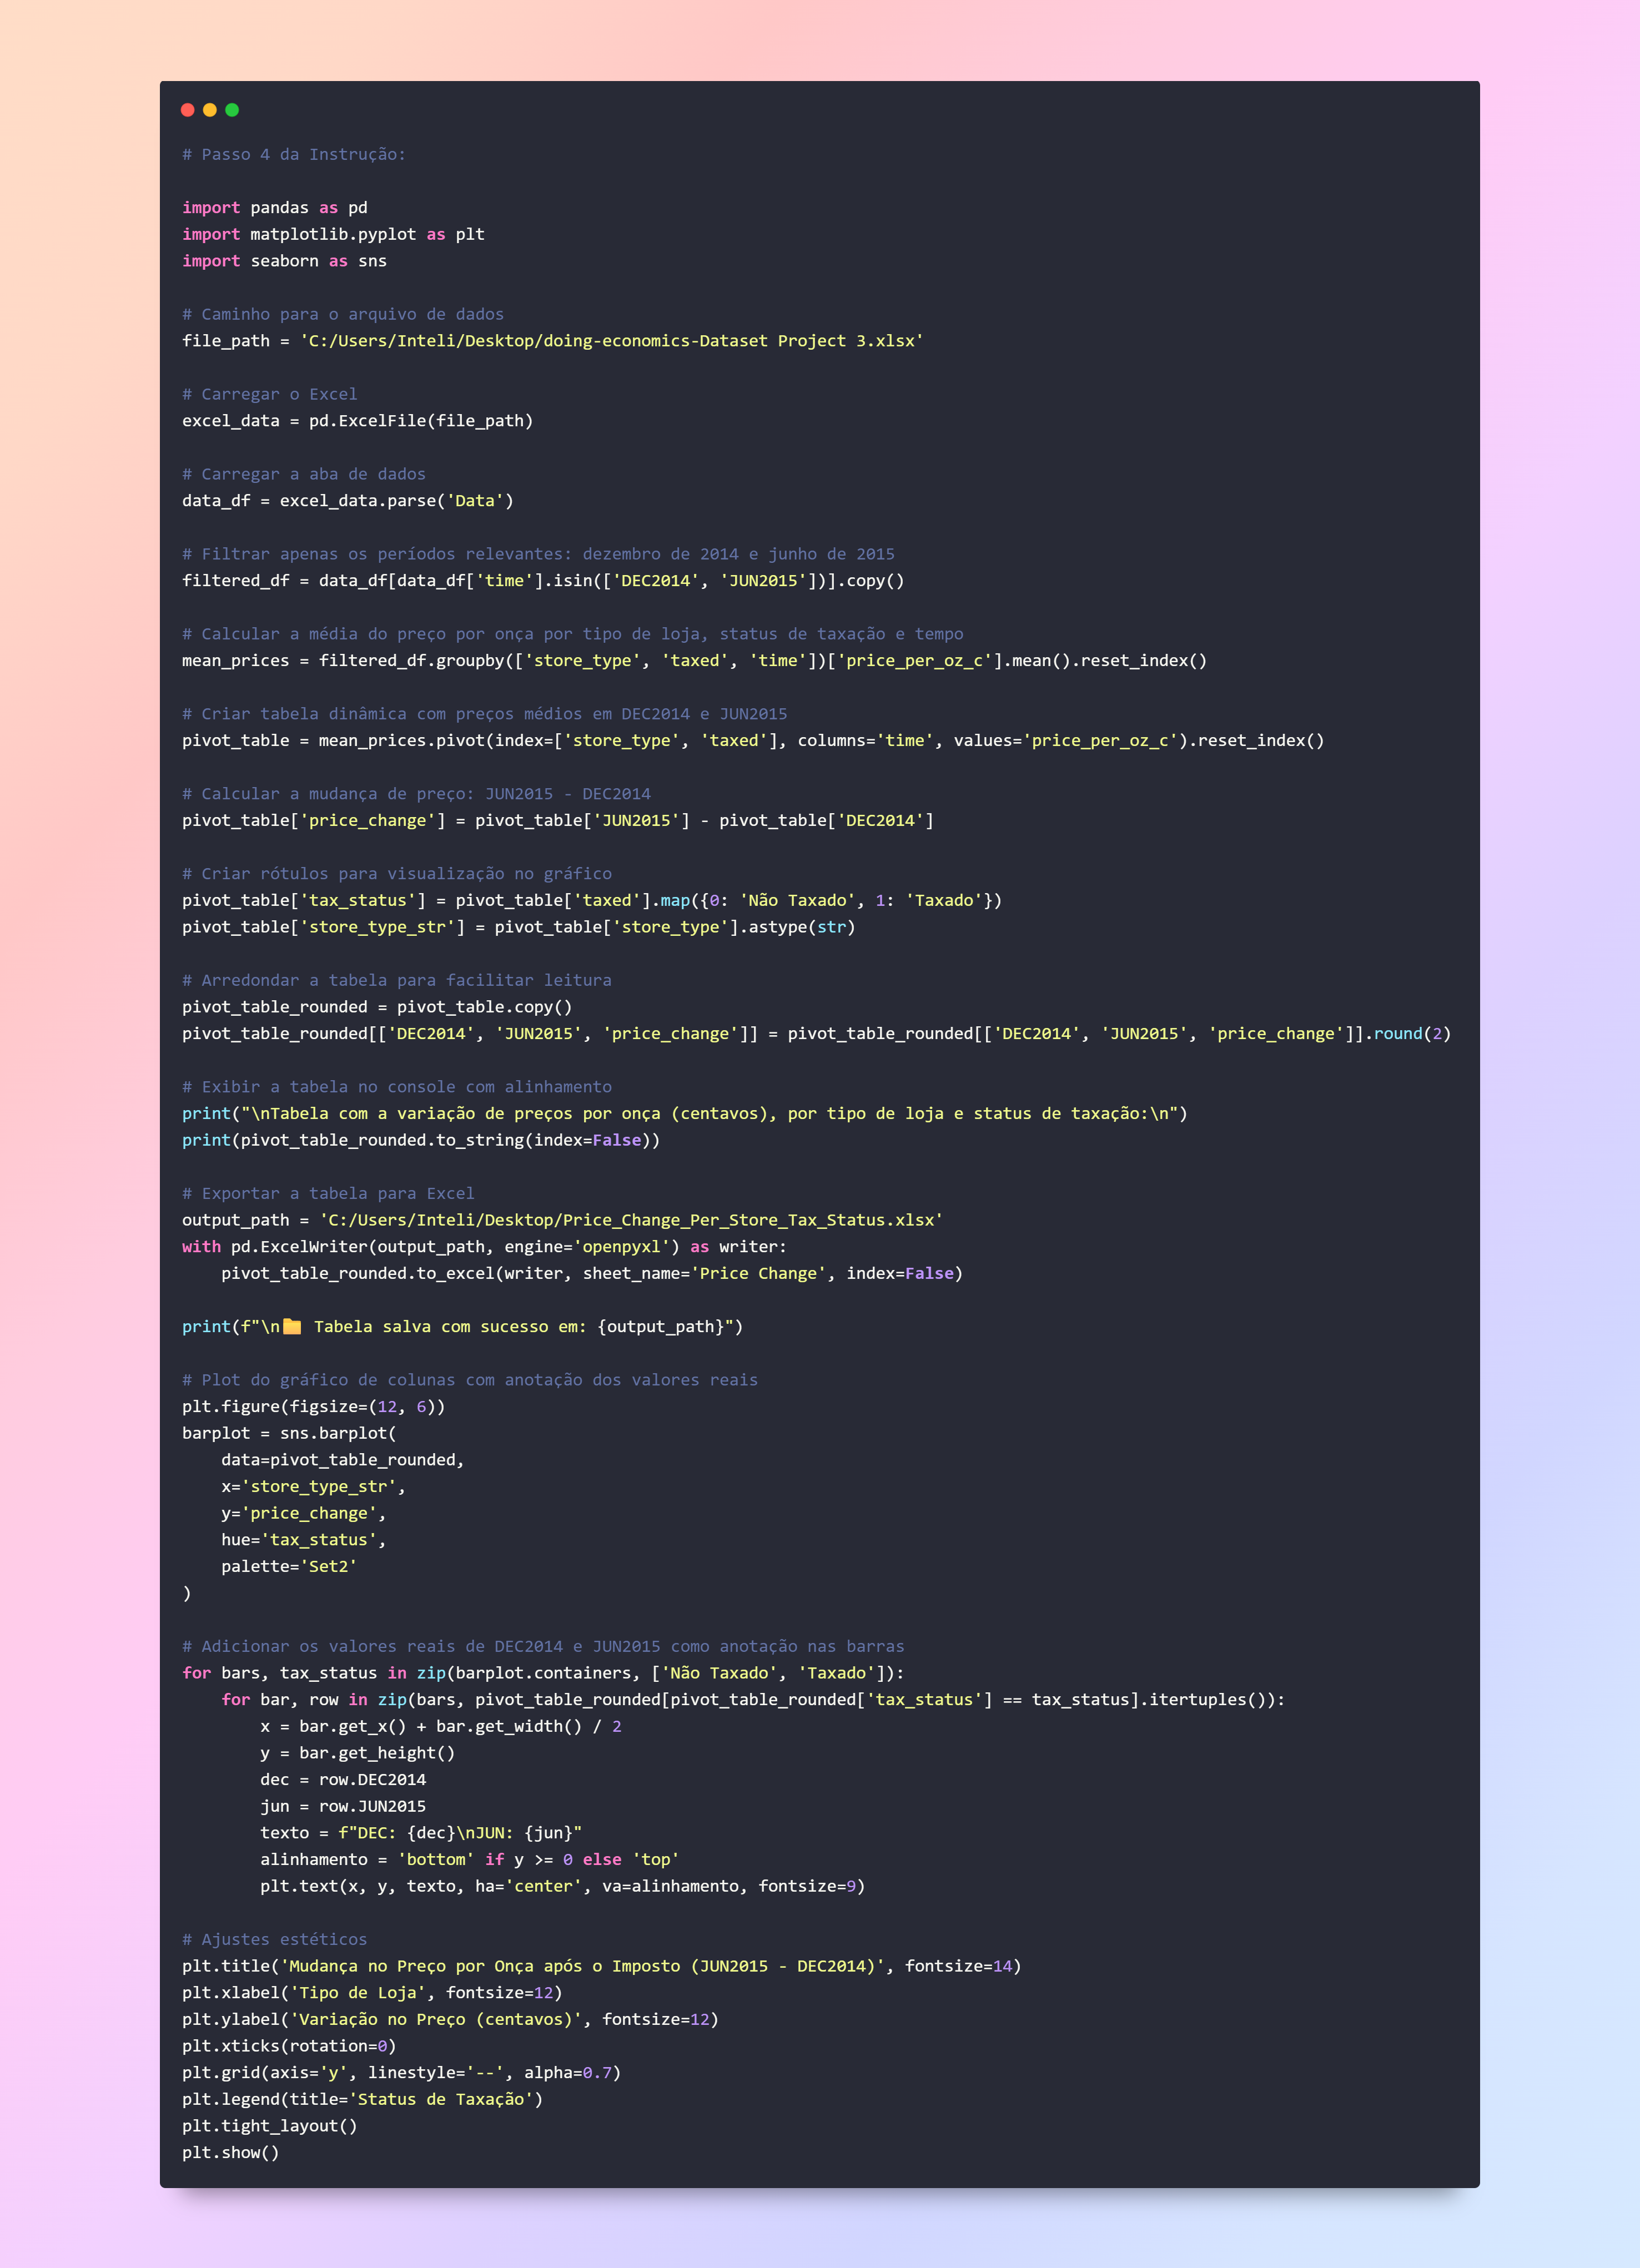 # Passo 4 da Instrução:
import pandas as pd
import matplotlib.pyplot as plt
import seaborn as sns
# Caminho para o arquivo de dados
file_path = 'C:/Users/Inteli/Desktop/doing-economics-Dataset Project 3.xlsx'
# Carregar o Excel
excel_data = pd.ExcelFile(file_path)
# Carregar a aba de dados
data_df = excel_data.parse('Data')
# Filtrar apenas os períodos relevantes: dezembro de 2014 e junho de 2015
filtered_df = data_df[data_df['time'].isin(['DEC2014', 'JUN2015'])].copy()
# Calcular a média do preço por onça por tipo de loja, status de taxação e tempo
mean_prices = filtered_df.groupby(['store_type', 'taxed', 'time'])['price_per_oz_c'].mean().reset_index()
# Criar tabela dinâmica com preços médios em DEC2014 e JUN2015
pivot_table = mean_prices.pivot(index=['store_type', 'taxed'], columns='time', values='price_per_oz_c').reset_index()
# Calcular a mudança de preço: JUN2015 - DEC2014
pivot_table['price_change'] = pivot_table['JUN2015'] - pivot_table['DEC2014']
# Criar rótulos para visualização no gráfico
pivot_table['tax_status'] = pivot_table['taxed'].map({0: 'Não Taxado', 1: 'Taxado'})
pivot_table['store_type_str'] = pivot_table['store_type'].astype(str)
# Arredondar a tabela para facilitar leitura
pivot_table_rounded = pivot_table.copy()
pivot_table_rounded[['DEC2014', 'JUN2015', 'price_change']] = pivot_table_rounded[['DEC2014', 'JUN2015', 'price_change']].round(2)
# Exibir a tabela no console com alinhamento
print("\nTabela com a variação de preços por onça (centavos), por tipo de loja e status de taxação:\n")
print(pivot_table_rounded.to_string(index=False))
# Exportar a tabela para Excel
output_path = 'C:/Users/Inteli/Desktop/Price_Change_Per_Store_Tax_Status.xlsx'
with pd.ExcelWriter(output_path, engine='openpyxl') as writer:
    pivot_table_rounded.to_excel(writer, sheet_name='Price Change', index=False)
print(f"\n📁 Tabela salva com sucesso em: {output_path}")
# Plot do gráfico de colunas com anotação dos valores reais
plt.figure(figsize=(12, 6))
barplot = sns.barplot(
    data=pivot_table_rounded,
    x='store_type_str',
    y='price_change',
    hue='tax_status',
    palette='Set2'
)
# Adicionar os valores reais de DEC2014 e JUN2015 como anotação nas barras
for bars, tax_status in zip(barplot.containers, ['Não Taxado', 'Taxado']):
    for bar, row in zip(bars, pivot_table_rounded[pivot_table_rounded['tax_status'] == tax_status].itertuples()):
        x = bar.get_x() + bar.get_width() / 2
        y = bar.get_height()
        dec = row.DEC2014
        jun = row.JUN2015
        texto = f"DEC: {dec}\nJUN: {jun}"
        alinhamento = 'bottom' if y >= 0 else 'top'
        plt.text(x, y, texto, ha='center', va=alinhamento, fontsize=9)
# Ajustes estéticos
plt.title('Mudança no Preço por Onça após o Imposto (JUN2015 - DEC2014)', fontsize=14)
plt.xlabel('Tipo de Loja', fontsize=12)
plt.ylabel('Variação no Preço (centavos)', fontsize=12)
plt.xticks(rotation=0)
plt.grid(axis='y', linestyle='--', alpha=0.7)
plt.legend(title='Status de Taxação')
plt.tight_layout()
plt.show()